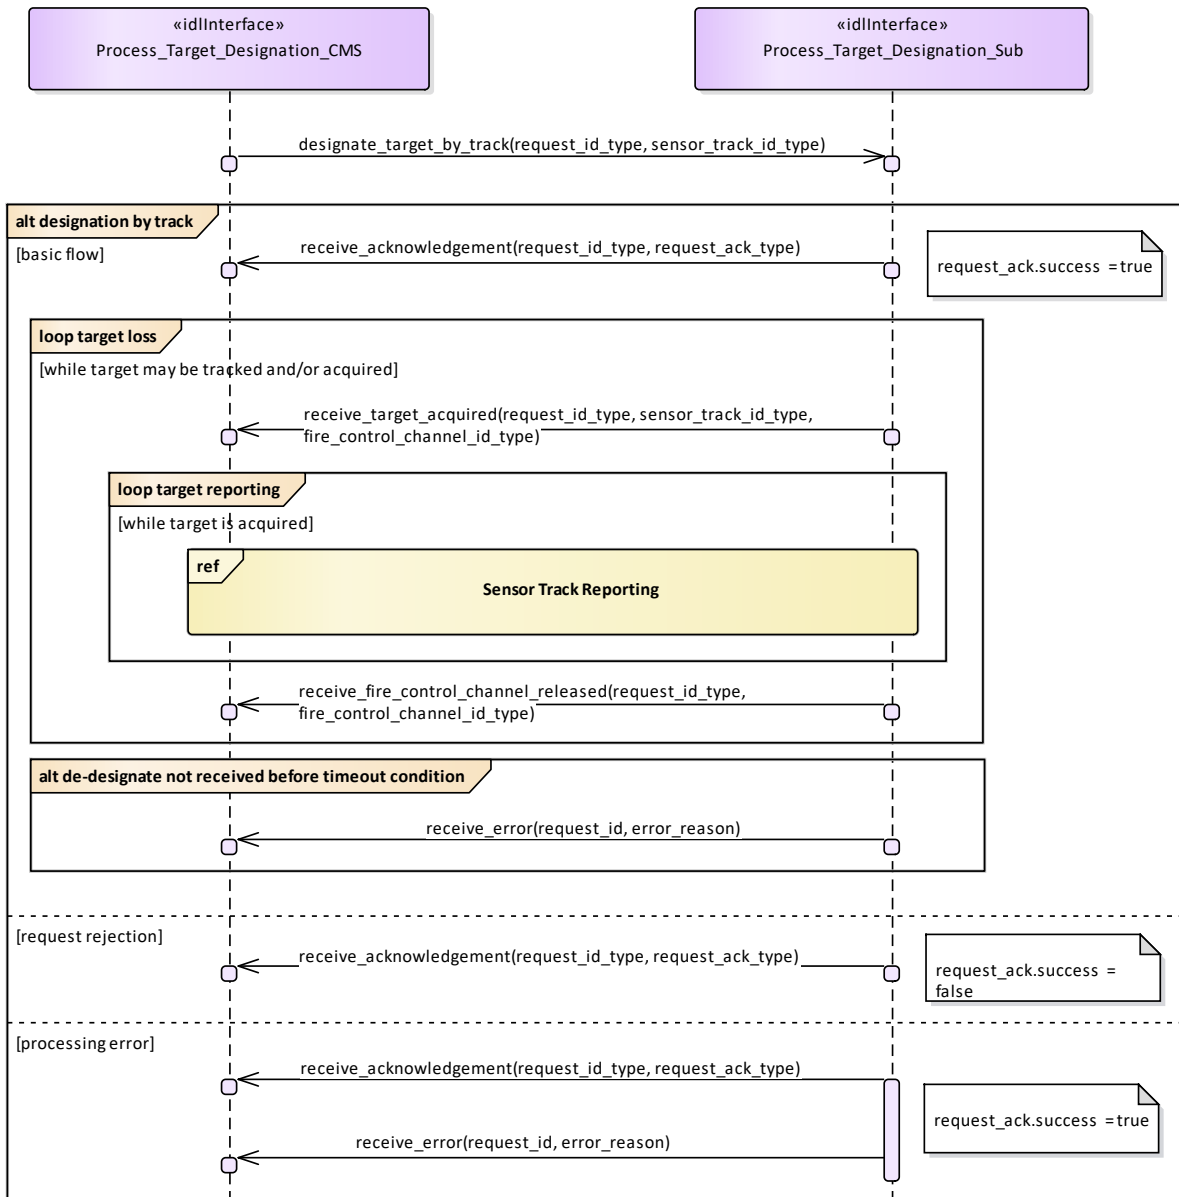 «idlInterface»
Process_Target_Designation_CMS
«idlInterface»
Process_Target_Designation_Sub
designate_target_by_track(request_id_type, sensor_track_id_type)
alt designation by track
[basic flow]
receive_acknowledgement(request_id_type, request_ack_type)
request_ack.success =true
loop target loss
[while target may be tracked and/or acquired]
receive_target_acquired(request_id_type, sensor_track_id_type,
fire_control_channel_id_type)
loop target reporting
[while target is acquired]
ref
Sensor Track Reporting
receive_fire_control_channel_released(request_id_type,
fire_control_channel_id_type)
alt de-designate not received before timeout condition
receive_error(request_id, error_reason)
[request rejection]
receive_acknowledgement(request_id_type, request_ack_type)
request_ack.success =
false
[processing error]
receive_acknowledgement(request_id_type, request_ack_type)
request_ack.success =true
receive_error(request_id, error_reason)